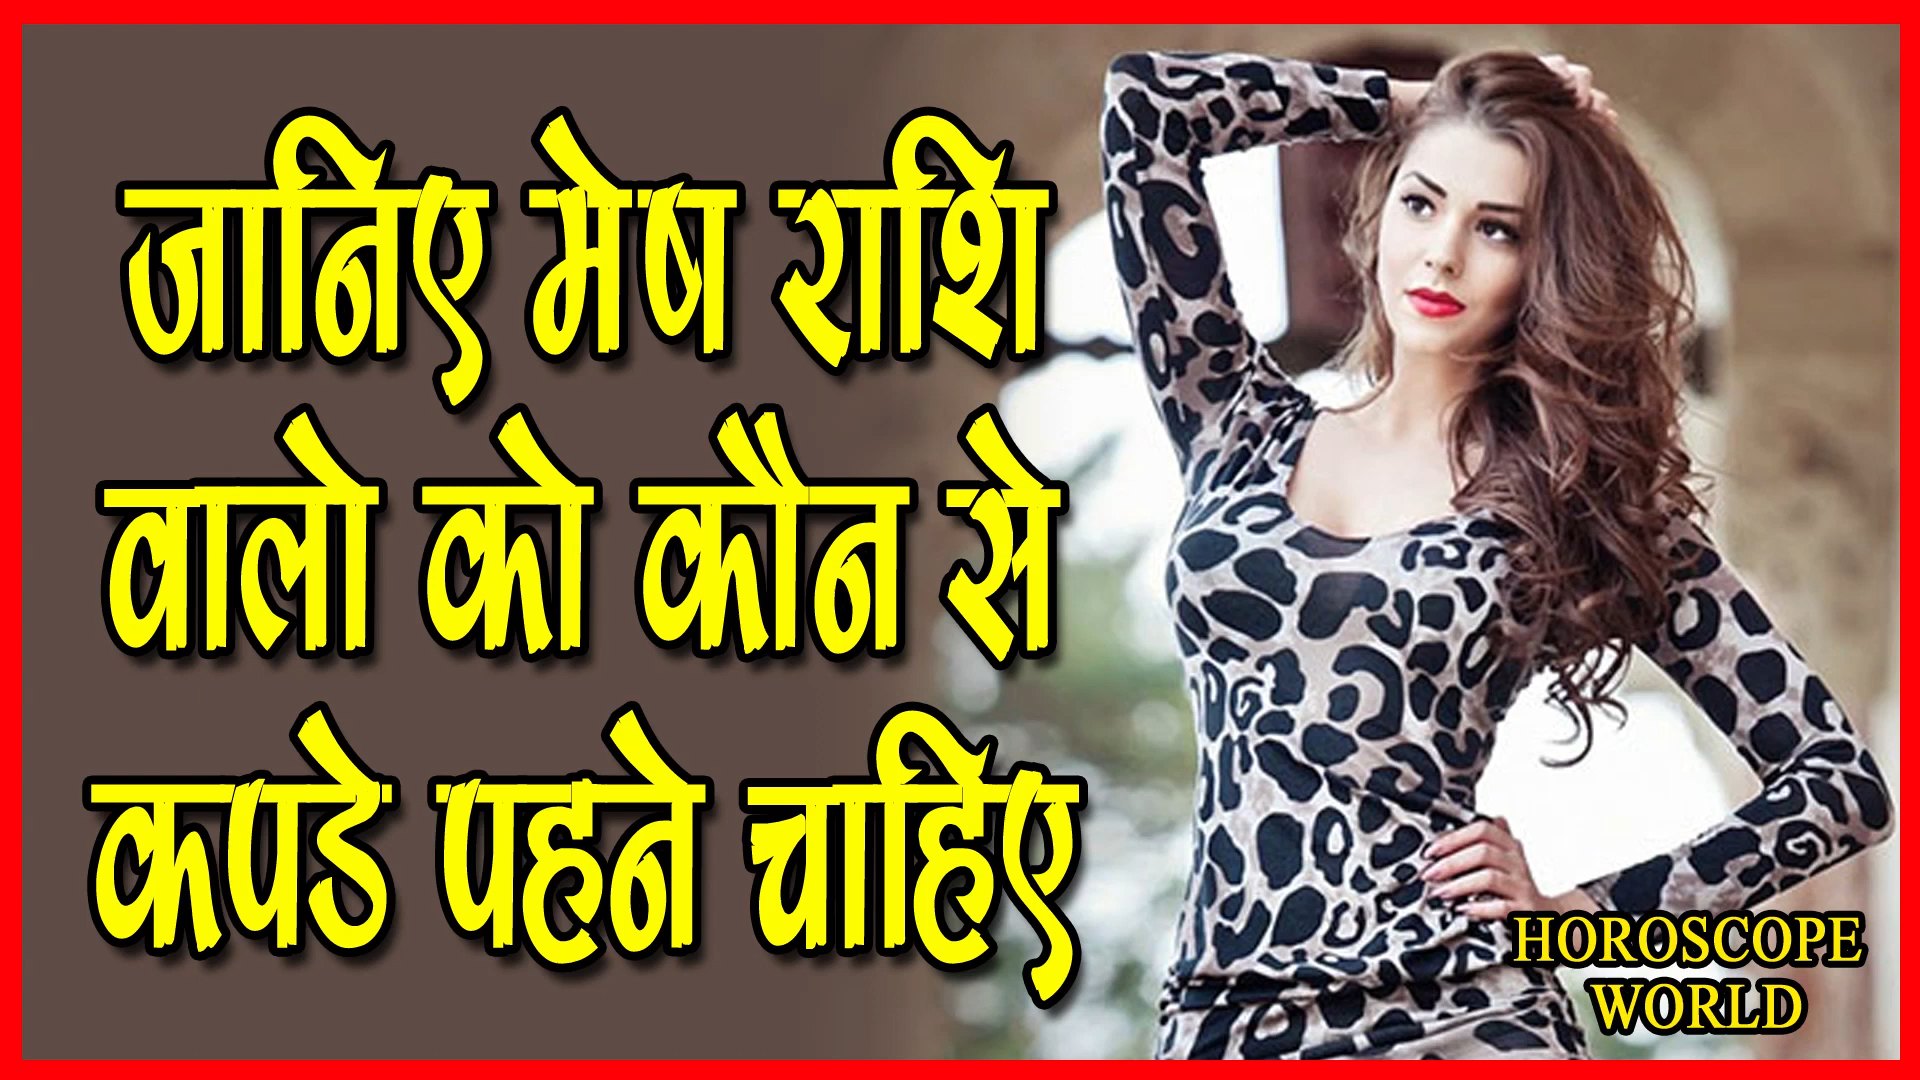 जानिए मेष राशि
वालो को कौन से
कपडे पहने चाहिए
HOROSCOPE
WORLD